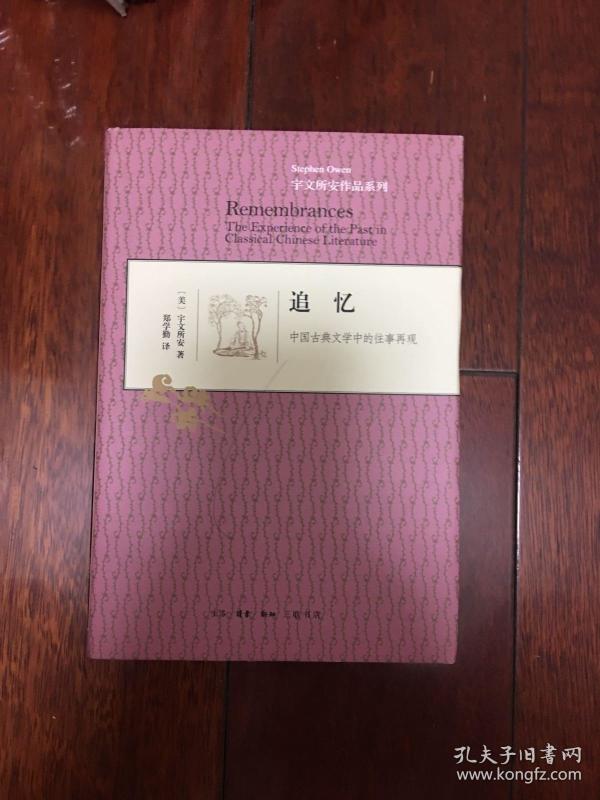 Stephen Owen
宇文所安作品系列
Remembrances
The Experience of the Past in
Classical Chinese Literature
追忆
中国古典文学中的往事再现
〔美〕宇文所安 著
郑学勤 译
生活·讀書·新知 三联书店
孔夫子旧书网
www.kongfz.com